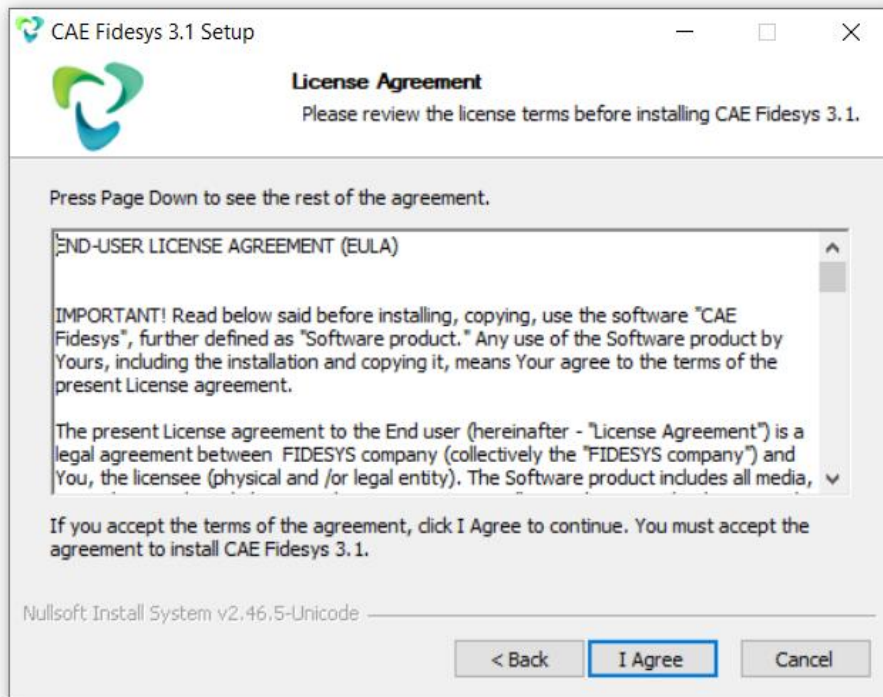 CAE Fidesys 3.1 Setup
License Agreement
Please review the license terms before installing CAE Fidesys 3.1.
Press Page Down to see the rest of the agreement.
END-USER LICENSE AGREEMENT (EULA)
IMPORTANT! Read below said before installing, copying, use the software "CAE
Fidesys", further defined as "Software product." Any use of the Software product by
Yours, including the installation and copying it, means Your agree to the terms of the
present License agreement.
The present License agreement to the End user (hereinafter - "License Agreement") is a
legal agreement between FIDESYS company (collectively the "FIDESYS company") and
You, the licensee (physical and /or legal entity). The Software product includes all media,
If you accept the terms of the agreement, click I Agree to continue. You must accept the
agreement to install CAE Fidesys 3.1.
Nullsoft Install System v2.46.5-Unicode
< Back I Agree Cancel